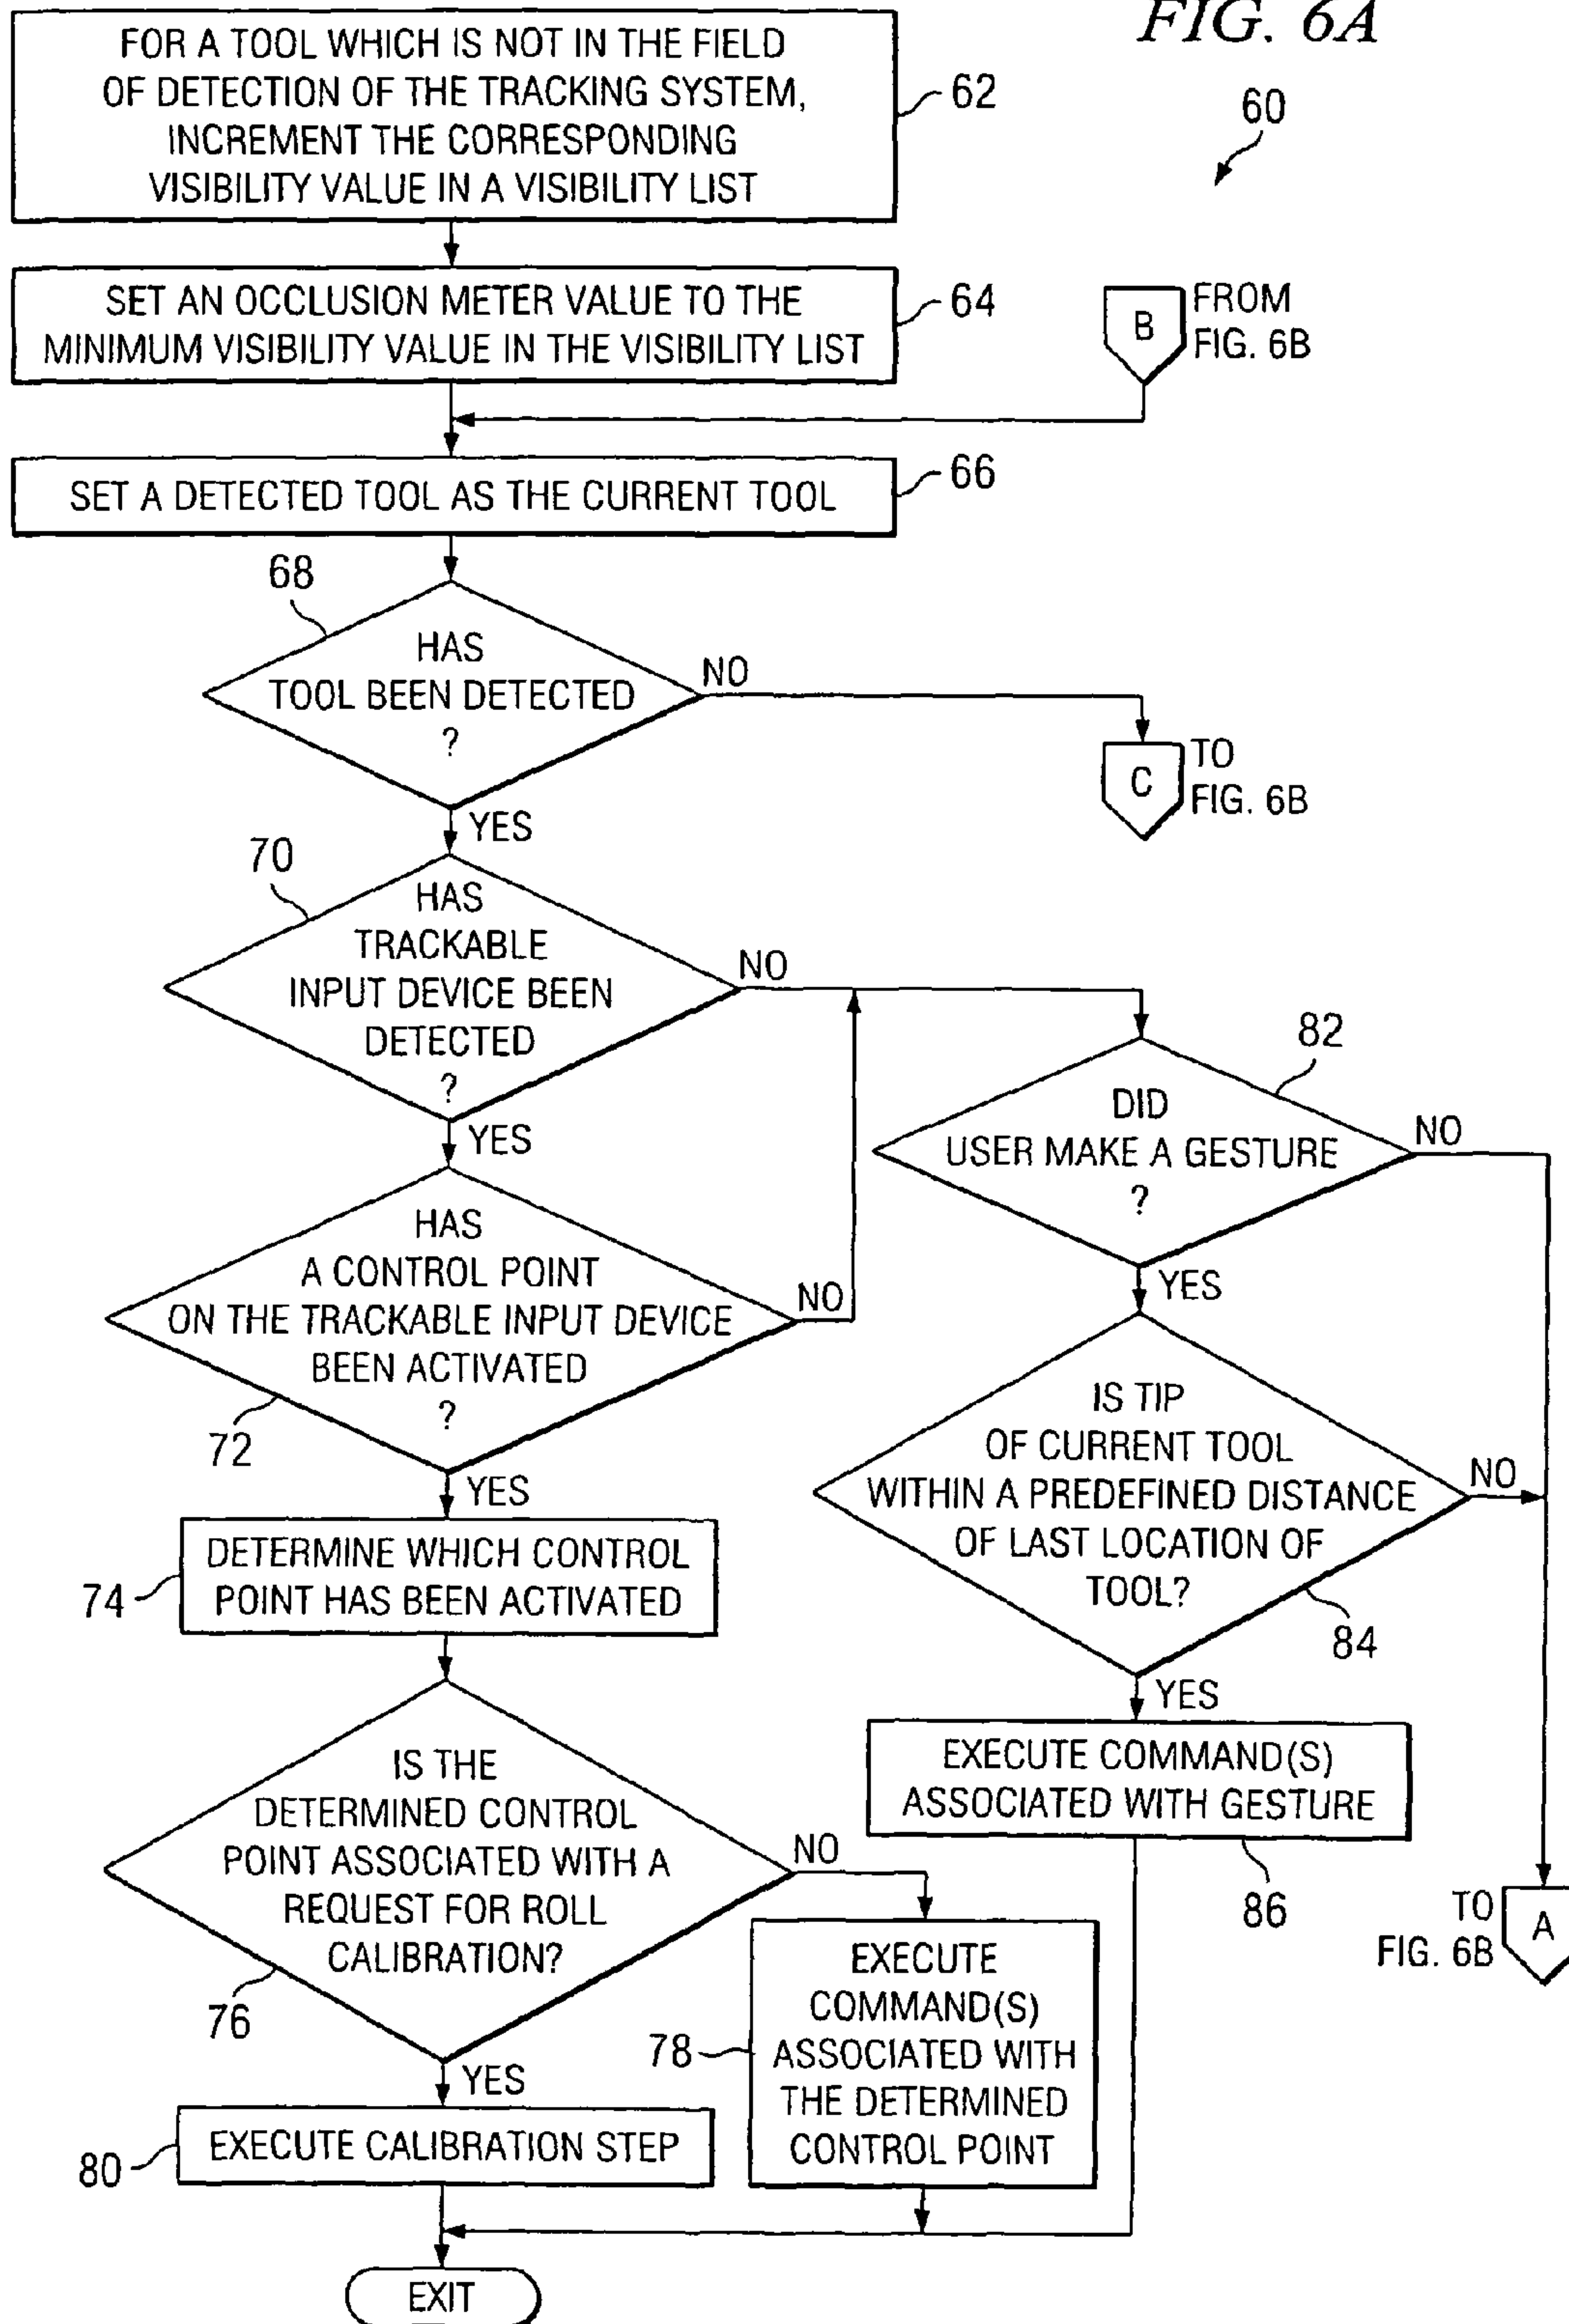 FIG. 6A
60
FOR A TOOL WHICH IS NOT IN THE FIELD
OF DETECTION OF THE TRACKING SYSTEM,
INCREMENT THE CORRESPONDING
VISIBILITY VALUE IN A VISIBILITY LIST
62
SET AN OCCLUSION METER VALUE TO THE
MINIMUM VISIBILITY VALUE IN THE VISIBILITY LIST
64
B
FROM
FIG. 6B
SET A DETECTED TOOL AS THE CURRENT TOOL
66
68
HAS
TOOL BEEN DETECTED
?
NO
C
TO
FIG. 6B
YES
70
HAS
TRACKABLE
INPUT DEVICE BEEN
DETECTED
?
NO
YES
HAS
A CONTROL POINT
ON THE TRACKABLE INPUT DEVICE
BEEN ACTIVATED
?
NO
72
YES
74
DETERMINE WHICH CONTROL
POINT HAS BEEN ACTIVATED
IS THE
DETERMINED CONTROL
POINT ASSOCIATED WITH A
REQUEST FOR ROLL
CALIBRATION?
76
NO
78
EXECUTE
COMMAND(S)
ASSOCIATED WITH
THE DETERMINED
CONTROL POINT
YES
80
EXECUTE CALIBRATION STEP
82
DID
USER MAKE A GESTURE
?
NO
YES
IS TIP
OF CURRENT TOOL
WITHIN A PREDEFINED DISTANCE
OF LAST LOCATION OF
TOOL?
NO
84
YES
EXECUTE COMMAND(S)
ASSOCIATED WITH GESTURE
86
TO
FIG. 6B
A
EXIT